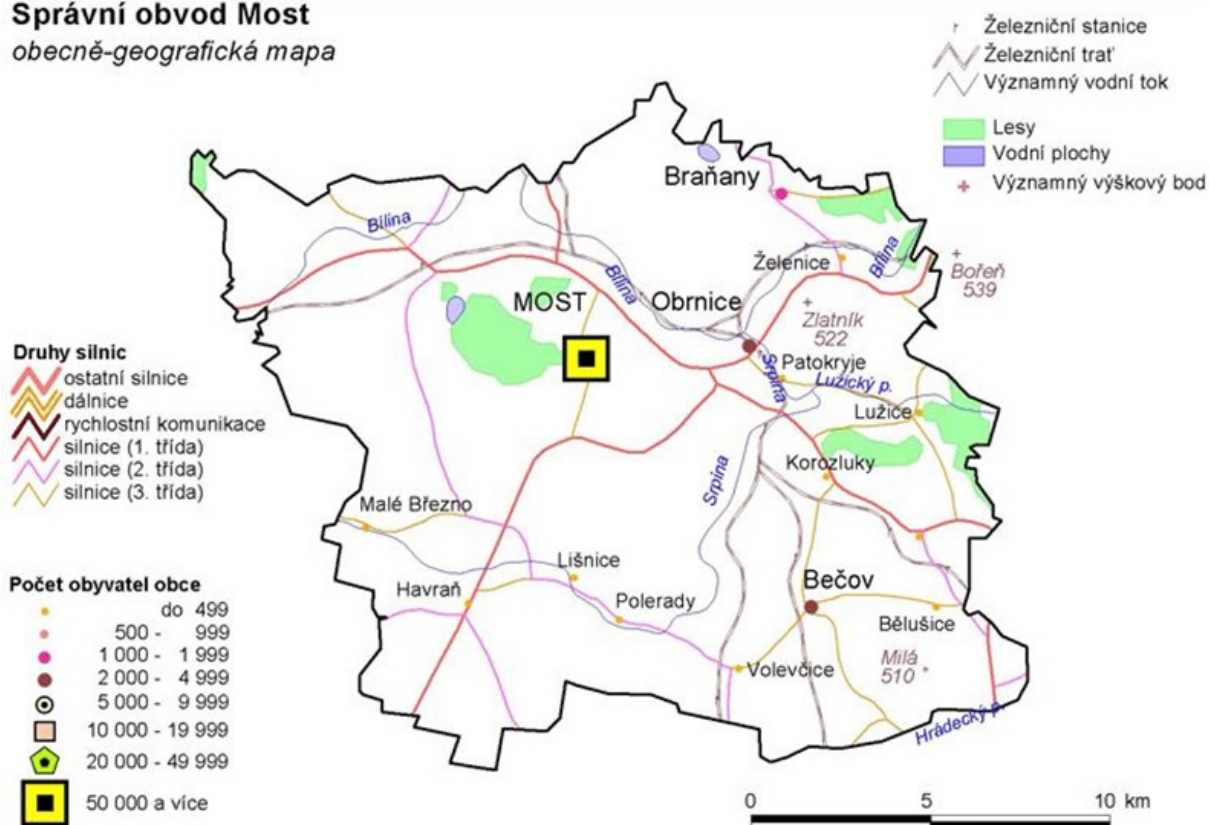 Správní obvod Most
obecně-geografická mapa
Železniční stanice
Železniční trať
Významný vodní tok
Lesy
Vodní plochy
Významný výškový bod
Braňany
Bílina
Želenice
Bílina
Bořeň
539
Bílina
MOST
Obrnice
Zlatník
522
Patokryje
Srpina
Lužický p.
Lužice
Druhy silnic
ostatní silnice
dálnice
rychlostní komunikace
silnice (1. třída)
silnice (2. třída)
silnice (3. třída)
Korozluky
Srpina
Malé Březno
Lišnice
Havraň
Polerady
Bečov
Bělušice
Milá
510
Volevčice
Hrádecký p.
Počet obyvatel obce
do 499
500 - 999
1 000 - 1 999
2 000 - 4 999
5 000 - 9 999
10 000 - 19 999
20 000 - 49 999
50 000 a více
0 5 10 km